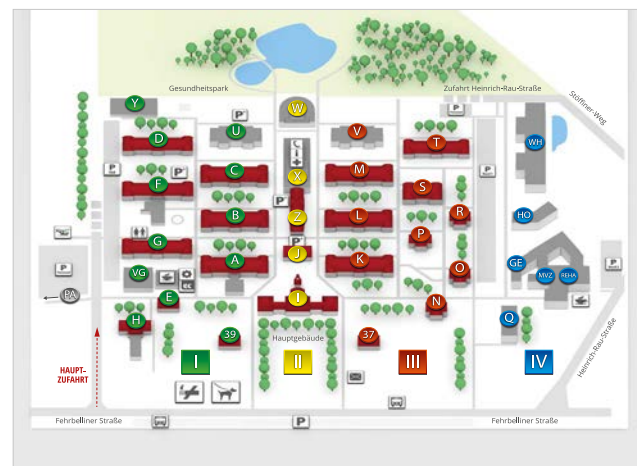 Gesundheitspark
Zufahrt Heinrich-Rau-Straße
Stöffiner-Weg
Y
W
P
U
V
D
T
WH
C
M
X
F
S
B
Z
L
R
HO
P
G
J
A
K
O
GE
MVZ
REHA
VG
EC
PA
E
I
N
H
Q
39
37
Hauptgebäude
I
II
III
IV
HAUPT-
ZUFAHRT
Heinrich-Rau-Straße
Fehrbelliner Straße
P
Fehrbelliner Straße